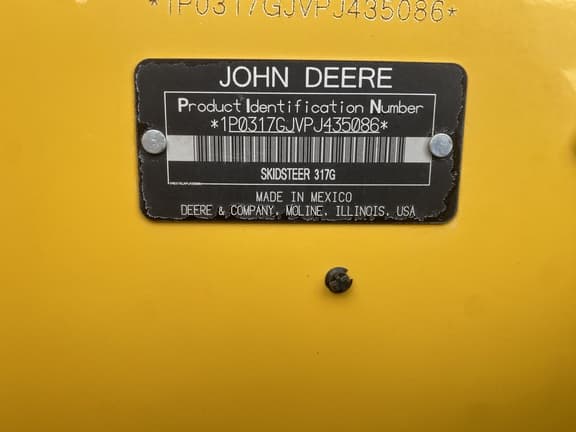 *1P0317GJVPJ435086*
JOHN DEERE
Product Identification Number
*1P0317GJVPJ435086*
SKIDSTEER 317G
MADE IN MEXICO
DEERE & COMPANY, MOLINE, ILLINOIS, USA